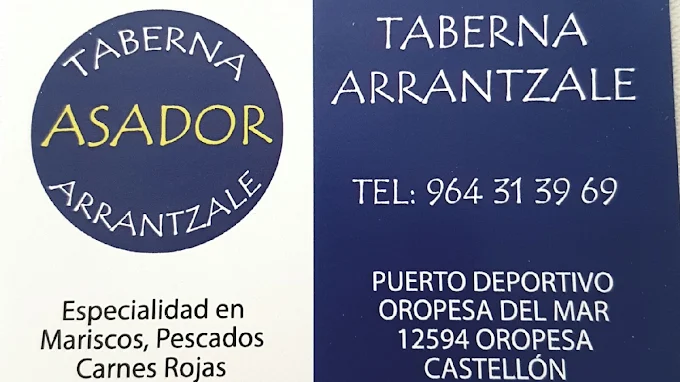 TABERNA
ASADOR
ARRANTZALE
Especialidad en
Mariscos, Pescados
Carnes Rojas
TABERNA
ARRANTZALE
TEL: 964 31 39 69
PUERTO DEPORTIVO
OROPESA DEL MAR
12594 OROPESA
CASTELLÓN